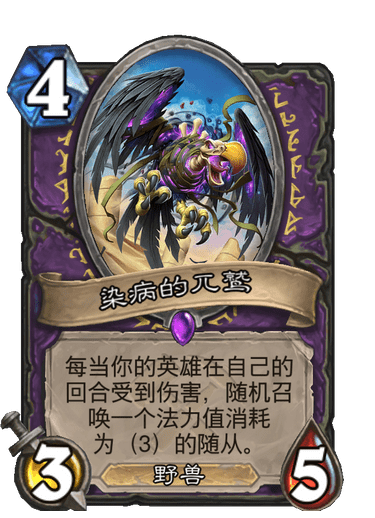 4
染病的兀鹫
每当你的英雄在自己的
回合受到伤害，随机召
唤一个法力值消耗
为（3）的随从。
野兽
3
5